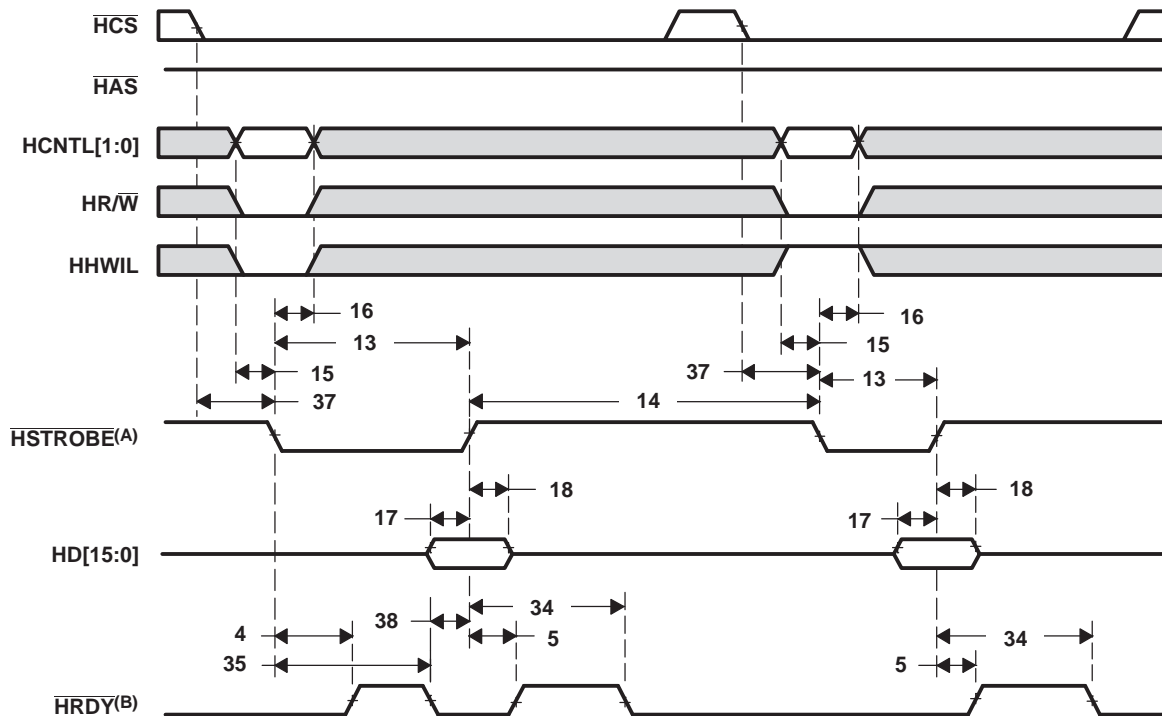 HCS
HAS
HCNTL[1:0]
HR/W
HHWIL
16
16
13
15
15
37
13
37
14
HSTROBE(A)
18
18
17
17
HD[15:0]
34
38
34
4
5
35
5
HRDY(B)